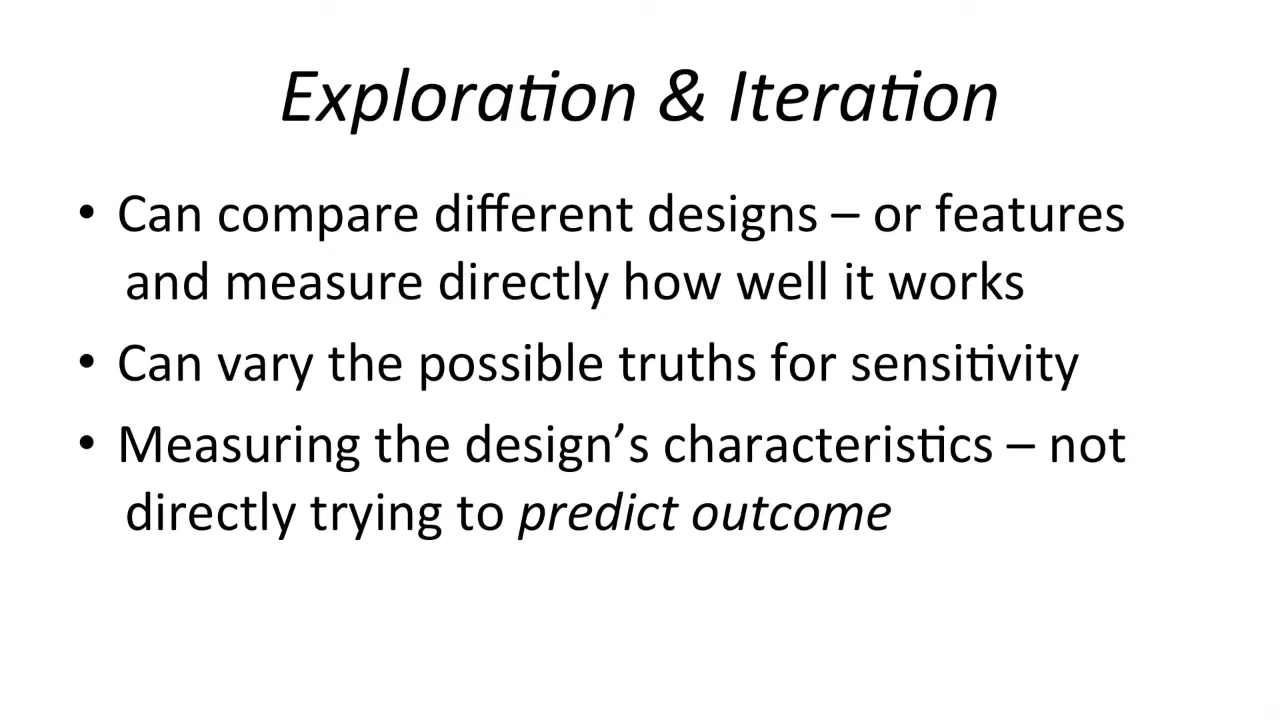 Exploration & Iteration
• Can compare different designs – or features
and measure directly how well it works
• Can vary the possible truths for sensitivity
• Measuring the design’s characteristics – not
directly trying to predict outcome